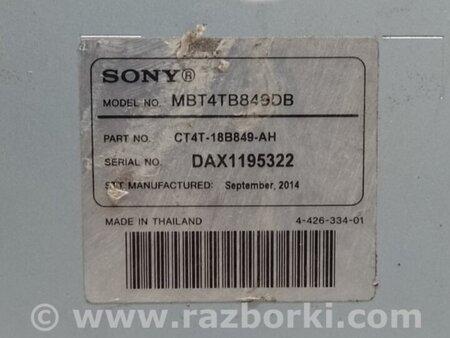 SONY®
MODEL NO. MBT4TB849DB
PART NO. CT4T-18B849-AH
SERIAL NO. DAX1195322
SET MANUFACTURED: September, 2014
MADE IN THAILAND 4-426-334-01
© www.razborki.com